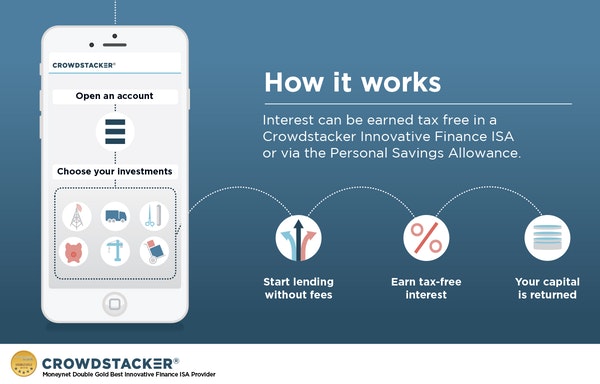 CROWDSTACKER®
Open an account
Choose your investments
How it works
Interest can be earned tax free in a
Crowdstacker Innovative Finance ISA
or via the Personal Savings Allowance.
Start lending
without fees
Earn tax-free
interest
Your capital
is returned
CROWDSTACKER®
Moneynet Double Gold Best Innovative Finance ISA Provider